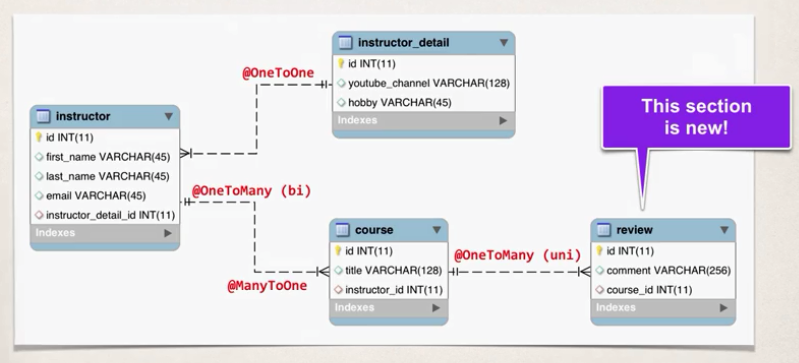 instructor_detail
id INT(11)
youtube_channel VARCHAR(128)
hobby VARCHAR(45)
Indexes
@OneToOne
This section
is new!
instructor
id INT(11)
first_name VARCHAR(45)
last_name VARCHAR(45)
email VARCHAR(45)
instructor_detail_id INT(11)
Indexes
@OneToMany (bi)
@ManyToOne
course
id INT(11)
title VARCHAR(128)
instructor_id INT(11)
Indexes
@OneToMany (uni)
review
id INT(11)
comment VARCHAR(256)
course_id INT(11)
Indexes